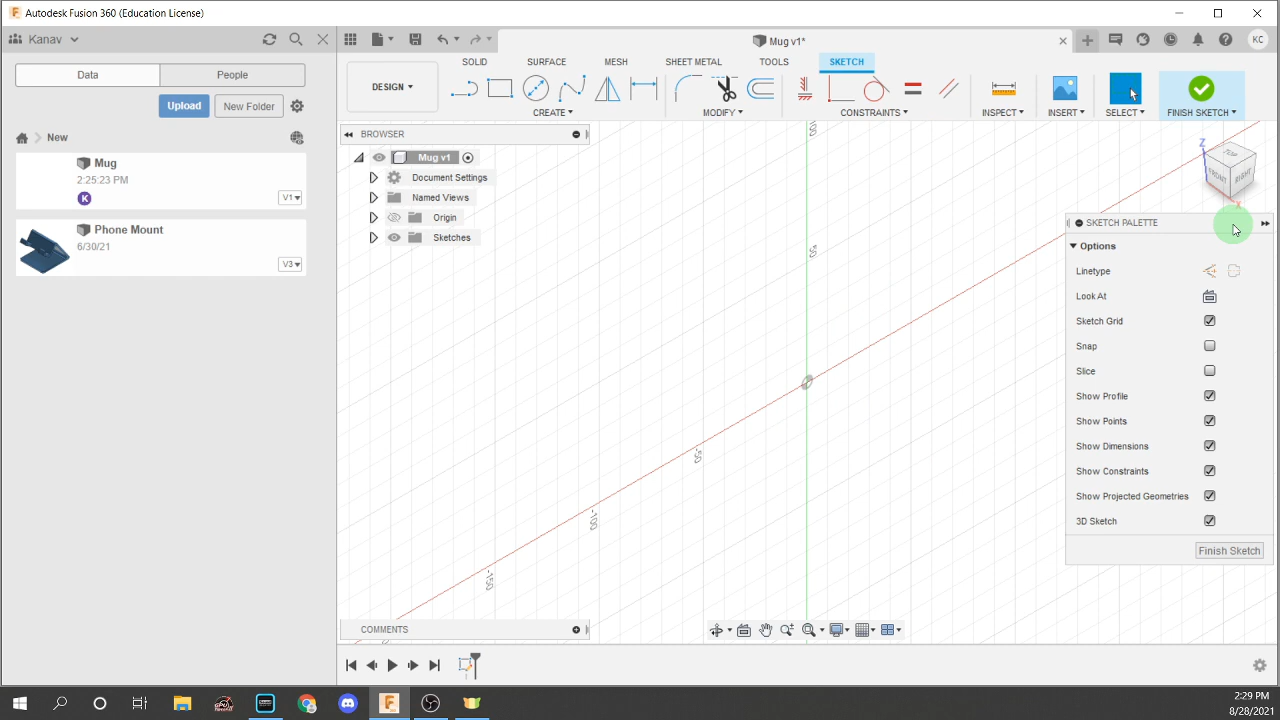 Autodesk Fusion 360 (Education License)
Kanav
Mug v1*
KC
Data
People
Upload
New Folder
New
Mug
2:25:23 PM
K
V1
Phone Mount
6/30/21
V3
DESIGN
SOLID
SURFACE
MESH
SHEET METAL
TOOLS
SKETCH
CREATE
MODIFY
CONSTRAINTS
INSPECT
INSERT
SELECT
FINISH SKETCH
BROWSER
Mug v1
Document Settings
Named Views
Origin
Sketches
50
-50
-100
-150
Z
TOP
FRONT
RIGHT
X
SKETCH PALETTE
Options
Linetype
Look At
Sketch Grid
Snap
Slice
Show Profile
Show Points
Show Dimensions
Show Constraints
Show Projected Geometries
3D Sketch
Finish Sketch
COMMENTS
2:29 PM
8/28/2021